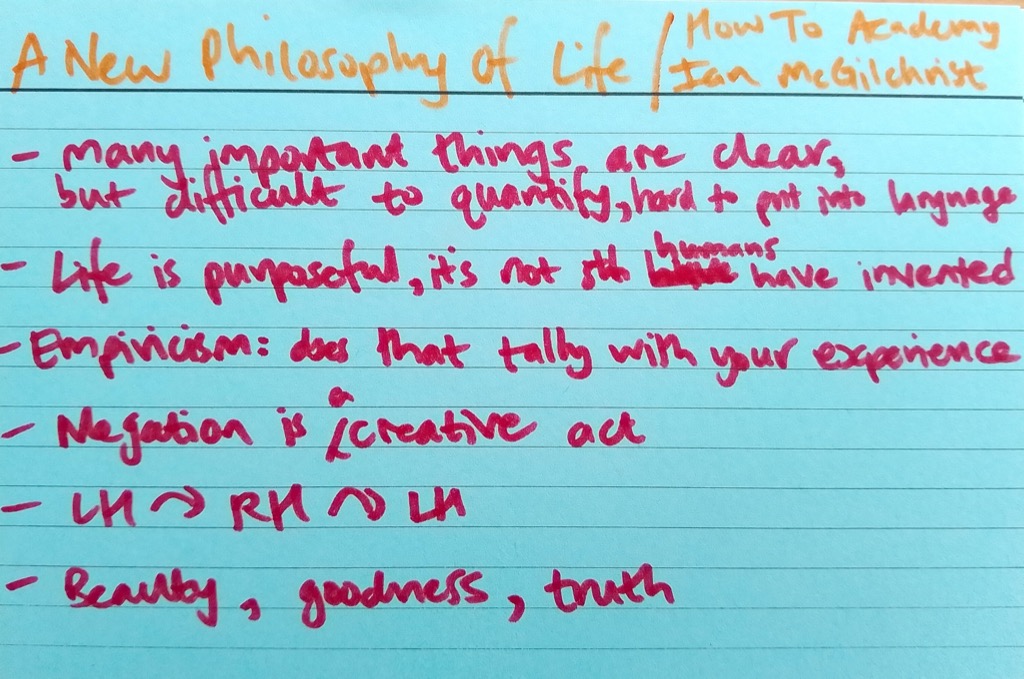 A New Philosophy of Life / How To Academy
Ian McGilchrist
- many important things are clear,
but difficult to quantify, hard to put into language
- Life is purposeful, it's not sth humans have invented
- Empiricism: does that tally with your experience
- Negation is a creative act
- LH → RH → LH
- Beauty, goodness, truth